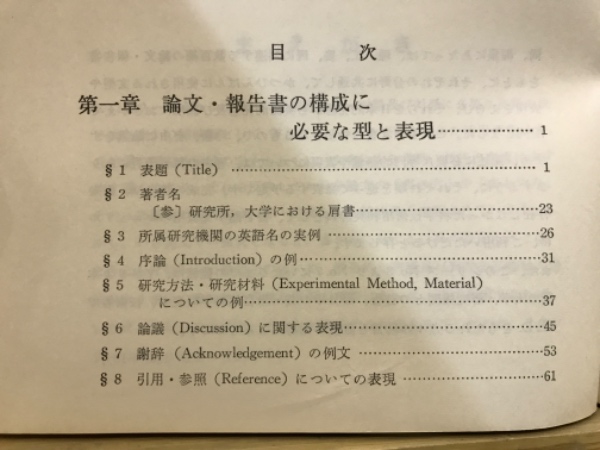 目　次
第一章　論文・報告書の構成に
必要な型と表現…………………1
§1　表題（Title）…………………………………………………1
§2　著者名
〔参〕研究所，大学における肩書……………………………23
§3　所属研究機関の英語名の実例………………………………26
§4　序論（Introduction）の例……………………………………31
§5　研究方法・研究材料（Experimental Method, Material）
についての例……………………………………………………37
§6　論議（Discussion）に関する表現……………………………45
§7　謝辞（Acknowledgement）の例文…………………………53
§8　引用・参照（Reference）についての表現…………………61